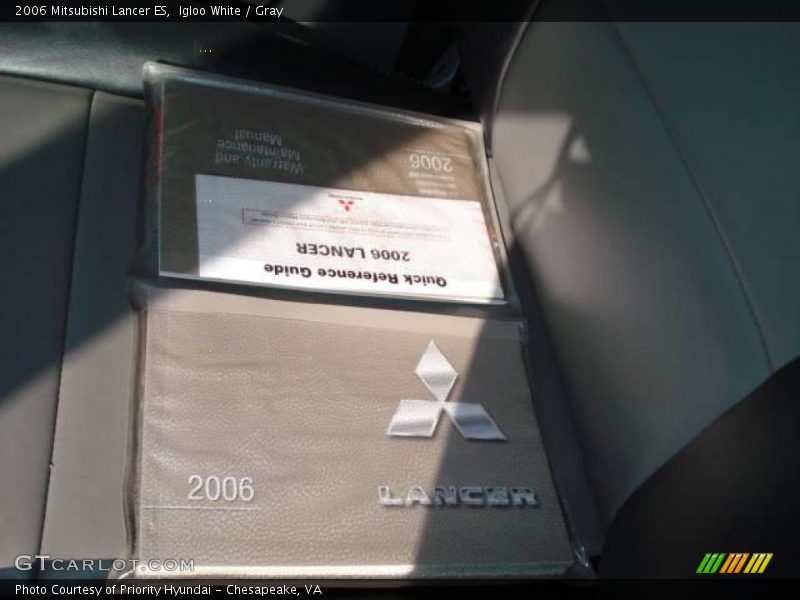 2006 Mitsubishi Lancer ES, Igloo White / Gray
Warranty and
Maintenance
Manual
2006
2006 LANCER
Quick Reference Guide
2006
LANCER
GTCARLOT.COM
Photo Courtesy of Priority Hyundai - Chesapeake, VA